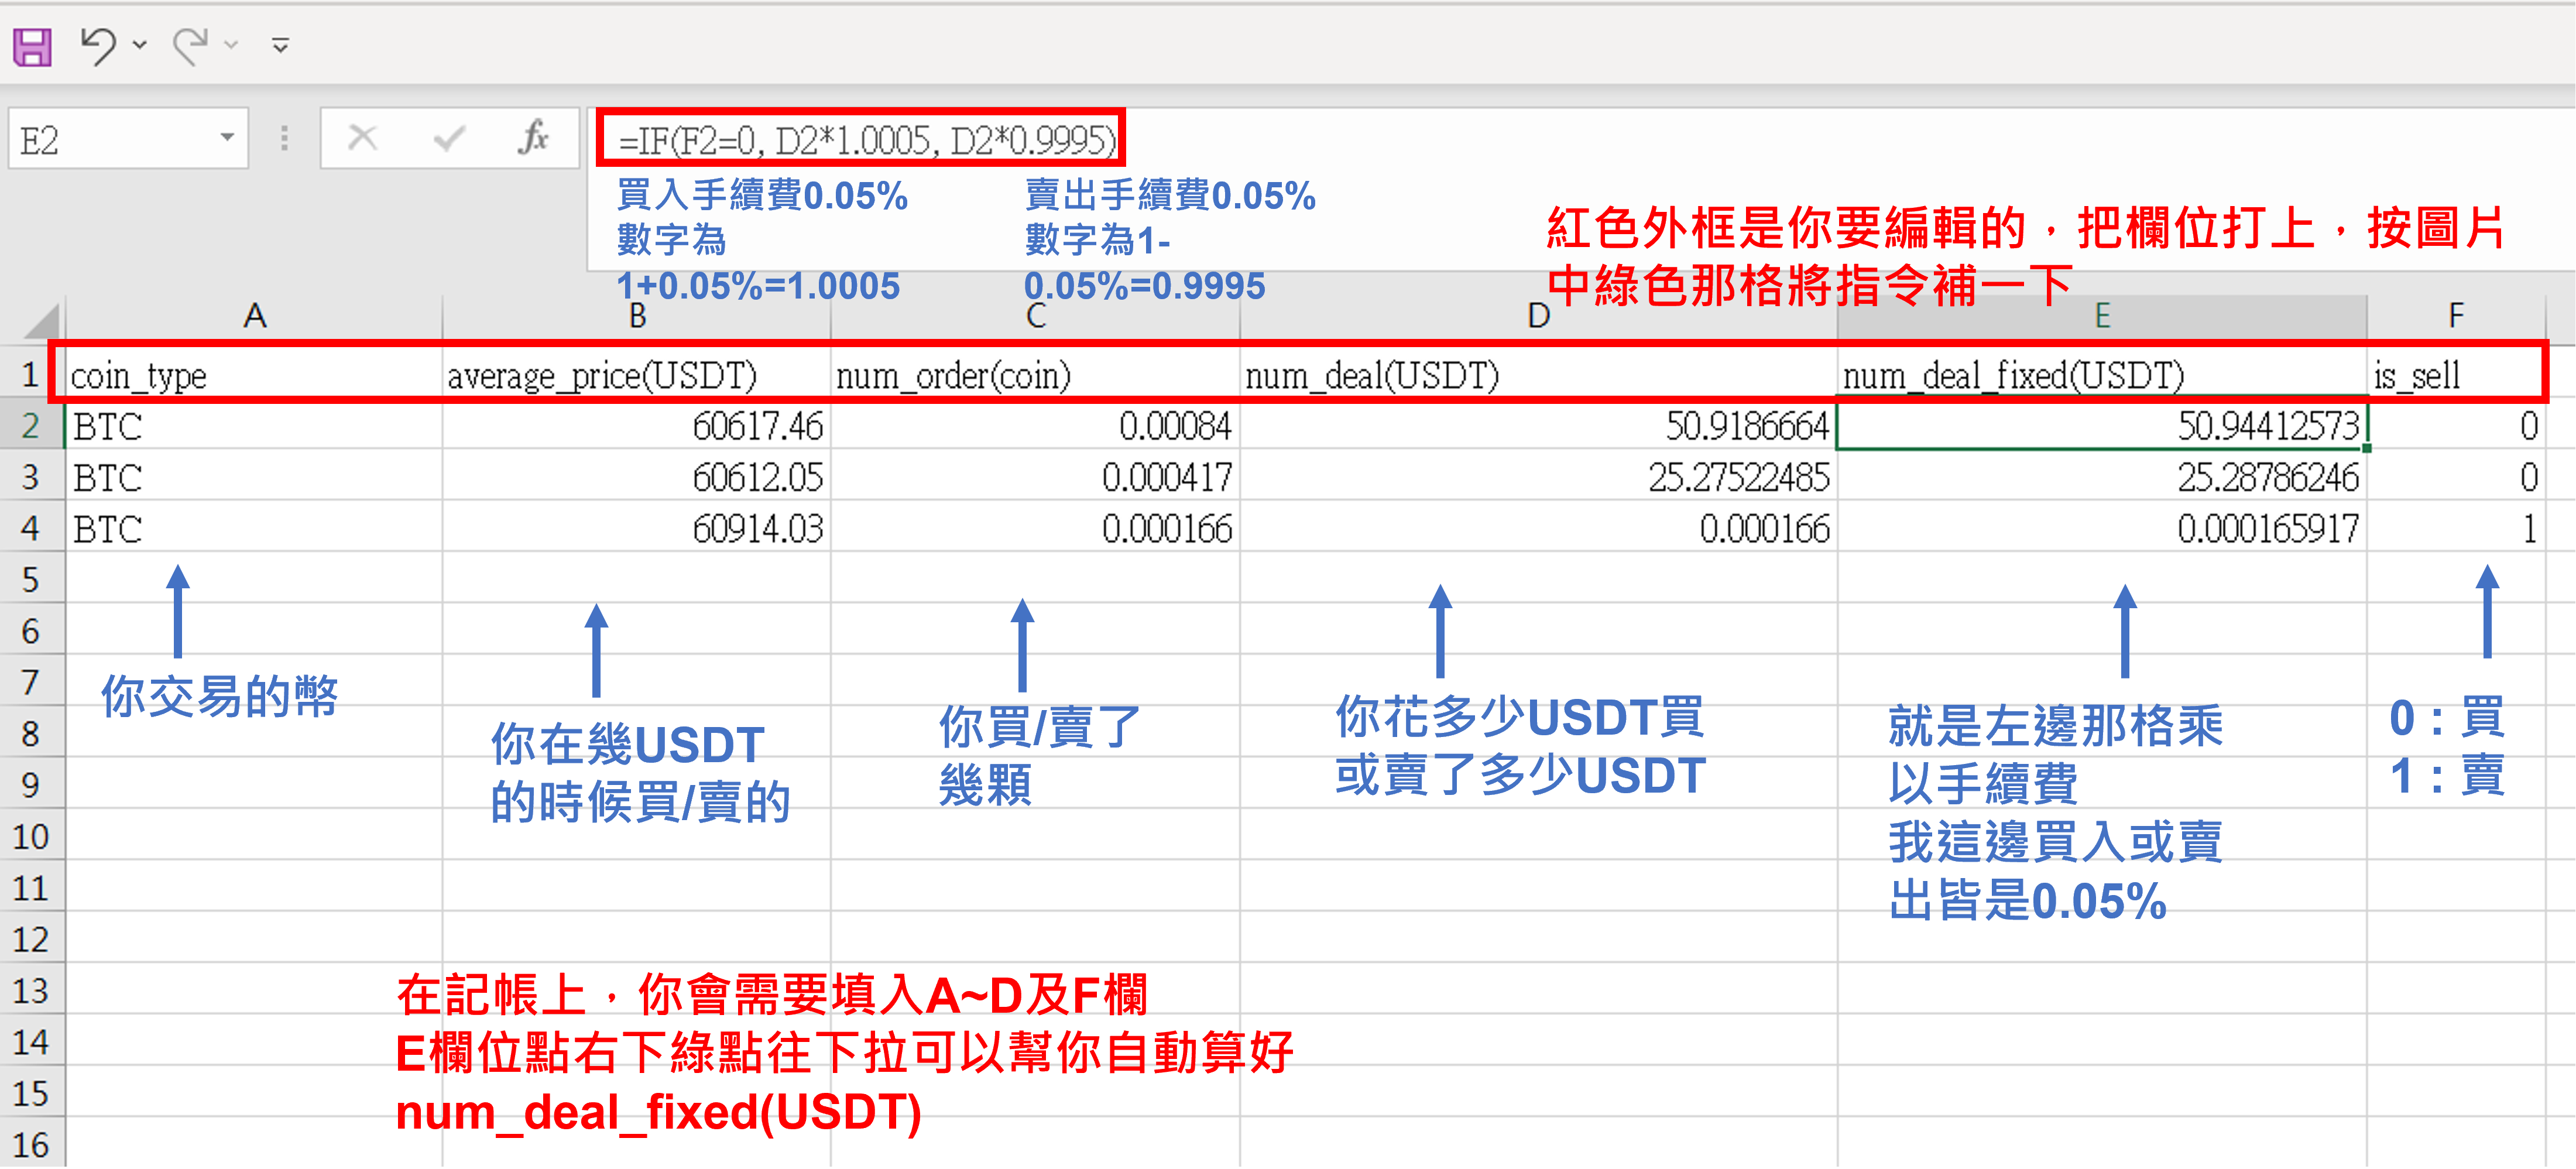 E2
fx
=IF(F2=0, D2*1.0005, D2*0.9995)
買入手續費0.05%
數字為
1+0.05%=1.0005
賣出手續費0.05%
數字為1-
0.05%=0.9995
紅色外框是你要編輯的，把欄位打上，按圖片
中綠色那格將指令補一下
A B C D E F
1 coin_type average_price(USDT) num_order(coin) num_deal(USDT) num_deal_fixed(USDT) is_sell
2 BTC 60617.46 0.00084 50.9186664 50.94412573 0
3 BTC 60612.05 0.000417 25.27522485 25.28786246 0
4 BTC 60914.03 0.000166 0.000166 0.000165917 1
5
6
7
8
9
10
11
12
13
14
15
16
你交易的幣
你在幾USDT
的時候買/賣的
你買/賣了
幾顆
你花多少USDT買
或賣了多少USDT
就是左邊那格乘
以手續費
我這邊買入或賣
出皆是0.05%
0：買
1：賣
在記帳上，你會需要填入A~D及F欄
E欄位點右下綠點往下拉可以幫你自動算好
num_deal_fixed(USDT)